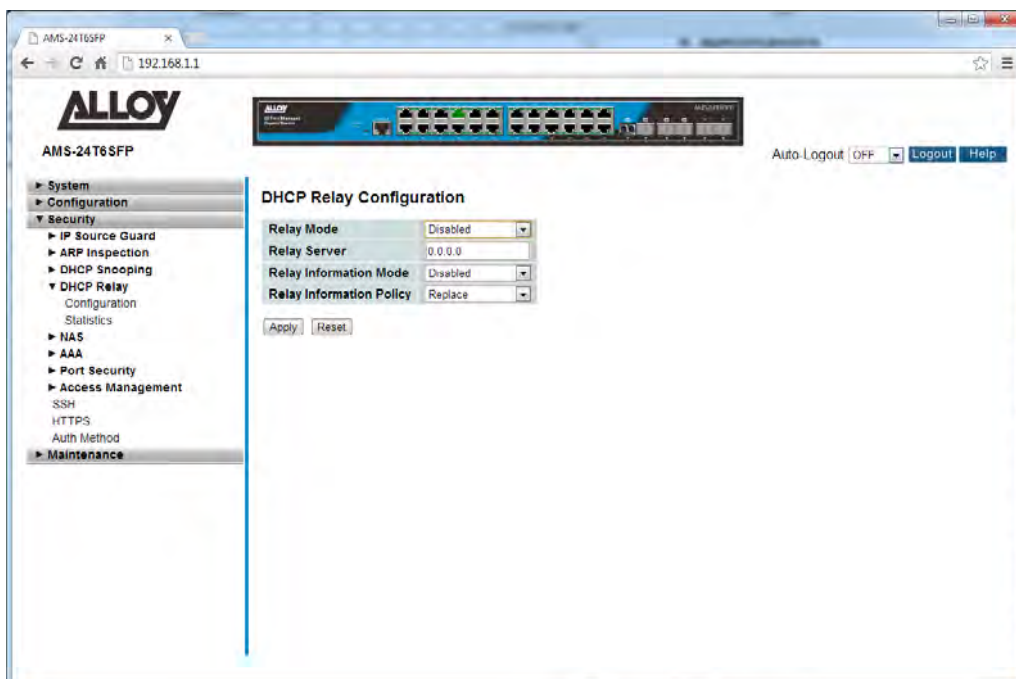 AMS-24T6SFP
192.168.1.1
ALLOY
ALLOY
AMS-24T6SFP
Auto-Logout OFF Logout Help
System
Configuration
Security
IP Source Guard
ARP Inspection
DHCP Snooping
DHCP Relay
Configuration
Statistics
NAS
AAA
Port Security
Access Management
SSH
HTTPS
Auth Method
Maintenance
DHCP Relay Configuration
Relay Mode Disabled
Relay Server 0.0.0.0
Relay Information Mode Disabled
Relay Information Policy Replace
Apply Reset